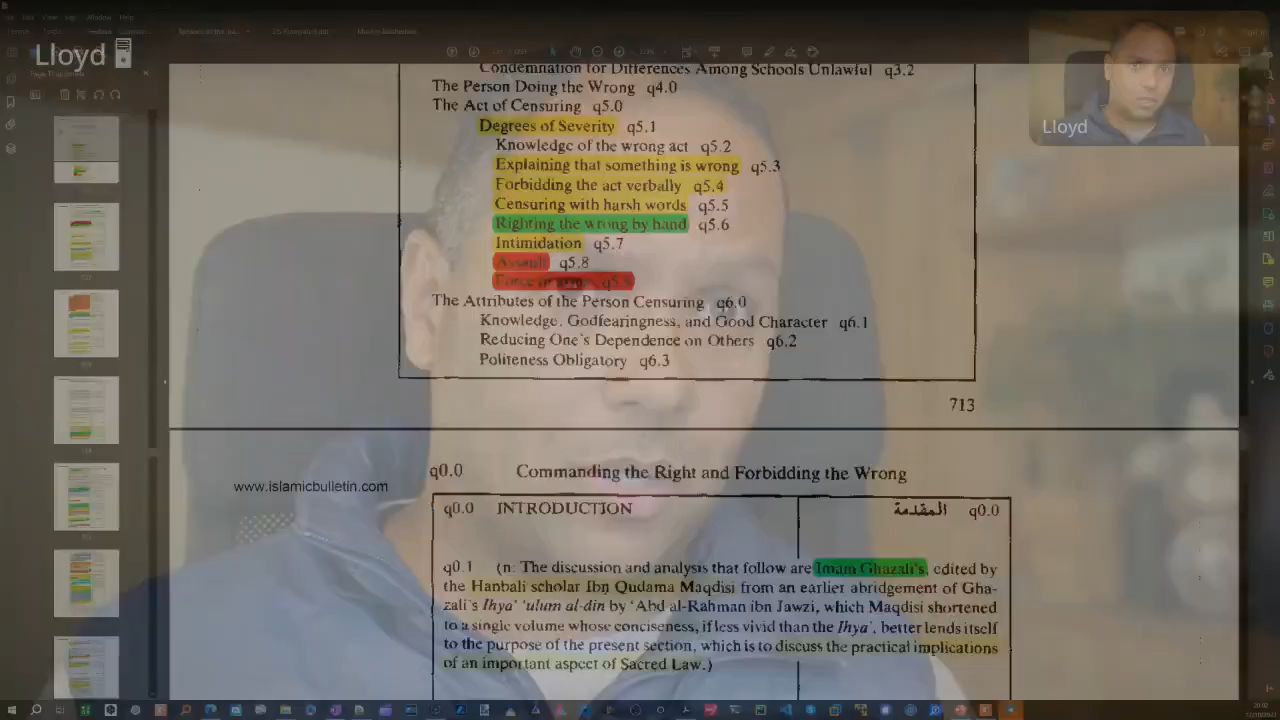 Lloyd
Lloyd
Condemnation for Differences Among Schools Unlawful q3.2
The Person Doing the Wrong q4.0
The Act of Censuring q5.0
Degrees of Severity q5.1
Knowledge of the wrong act q5.2
Explaining that something is wrong q5.3
Forbidding the act verbally q5.4
Censuring with harsh words q5.5
Righting the wrong by hand q5.6
Intimidation q5.7
Assault q5.8
Force of arms q5.9
The Attributes of the Person Censuring q6.0
Knowledge, Godfearingness, and Good Character q6.1
Reducing One's Dependence on Others q6.2
Politeness Obligatory q6.3
713
q0.0 Commanding the Right and Forbidding the Wrong
www.islamicbulletin.com
q0.0 INTRODUCTION المقدمة q0.0
q0.1 (n: The discussion and analysis that follow are Imam Ghazali's, edited by
the Hanbali scholar Ibn Qudama Maqdisi from an earlier abridgement of Gha-
zali's Ihya' 'ulum al-din by 'Abd al-Rahman ibn Jawzi, which Maqdisi shortened
to a single volume whose conciseness, if less vivid than the Ihya', better lends itself
to the purpose of the present section, which is to discuss the practical implications
of an important aspect of Sacred Law.)